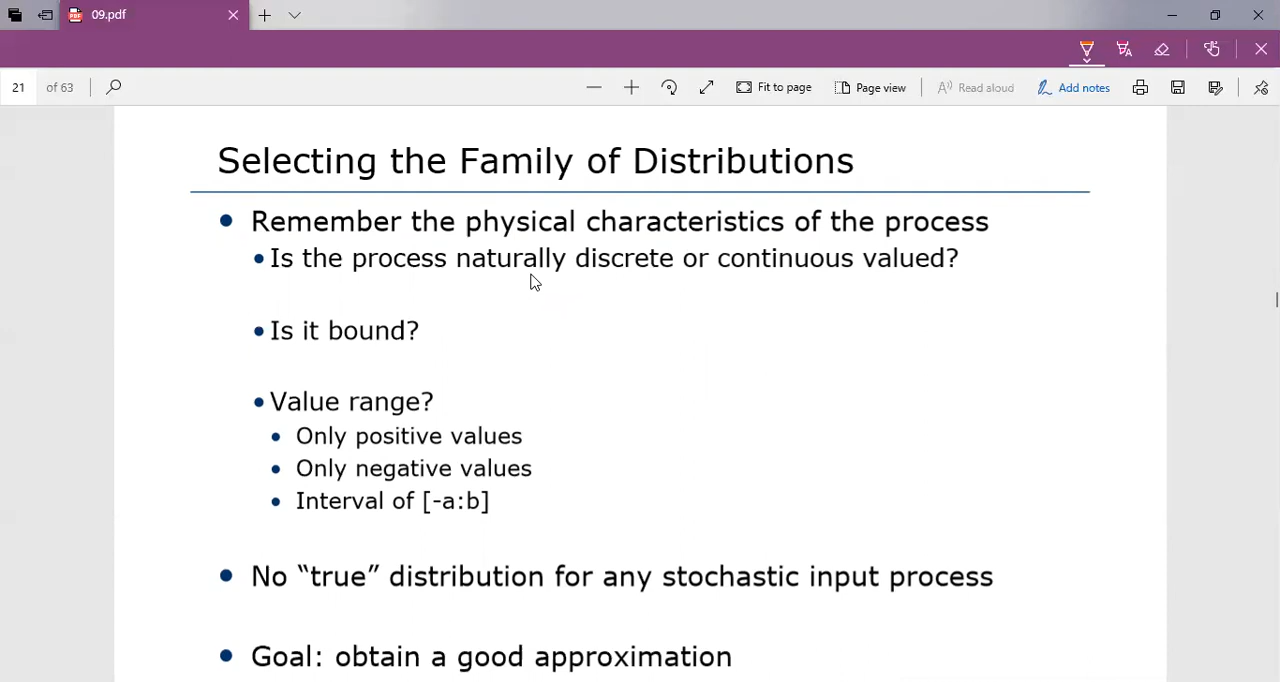 09.pdf
21 of 63 Fit to page Page view Read aloud Add notes
Selecting the Family of Distributions
Remember the physical characteristics of the process
Is the process naturally discrete or continuous valued?
Is it bound?
Value range?
Only positive values
Only negative values
Interval of [-a:b]
No “true” distribution for any stochastic input process
Goal: obtain a good approximation